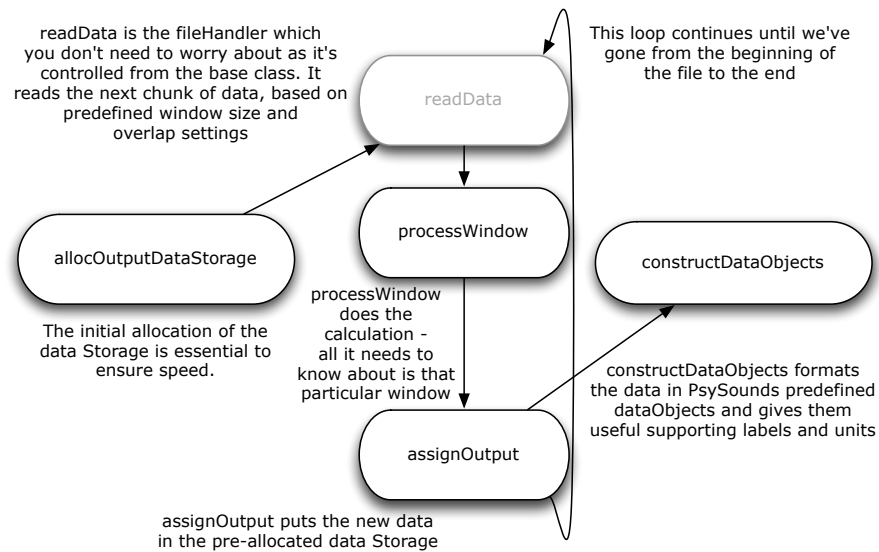 readData is the fileHandler which
you don't need to worry about as it's
controlled from the base class. It
reads the next chunk of data, based on
predefined window size and
overlap settings
This loop continues until we've
gone from the beginning of
the file to the end
readData
allocOutputDataStorage
processWindow
constructDataObjects
The initial allocation of the
data Storage is essential to
ensure speed.
processWindow
does the
calculation -
all it needs to
know about is that
particular window
constructDataObjects formats
the data in PsySounds predefined
dataObjects and gives them
useful supporting labels and units
assignOutput
assignOutput puts the new data
in the pre-allocated data Storage